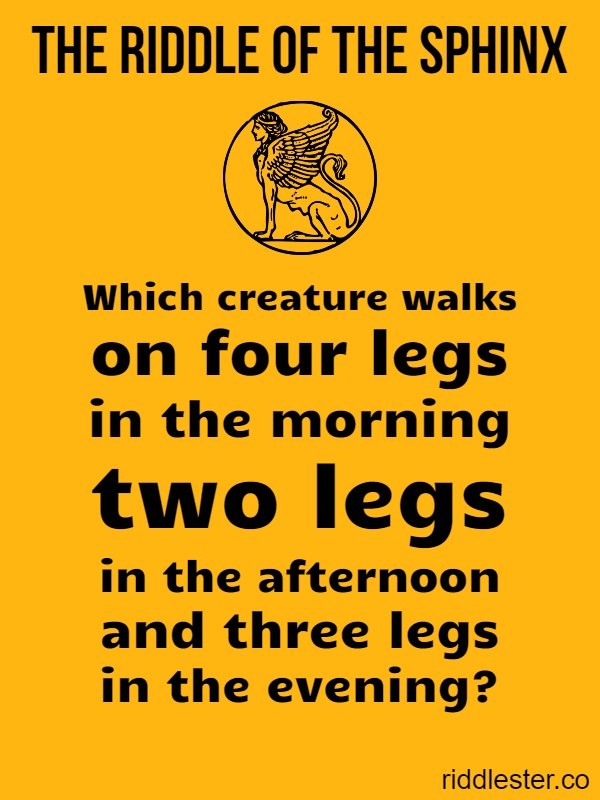 THE RIDDLE OF THE SPHINX
Which creature walks
on four legs
in the morning
two legs
in the afternoon
and three legs
in the evening?
riddlester.co